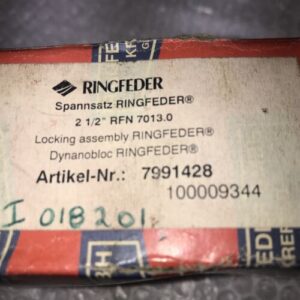 RINGFEDER
Spannsatz RINGFEDER®
2 1/2" RFN 7013.0
Locking assembly RINGFEDER®
Dynanobloc RINGFEDER®
Artikel-Nr.: 7991428
100009344
I 018201